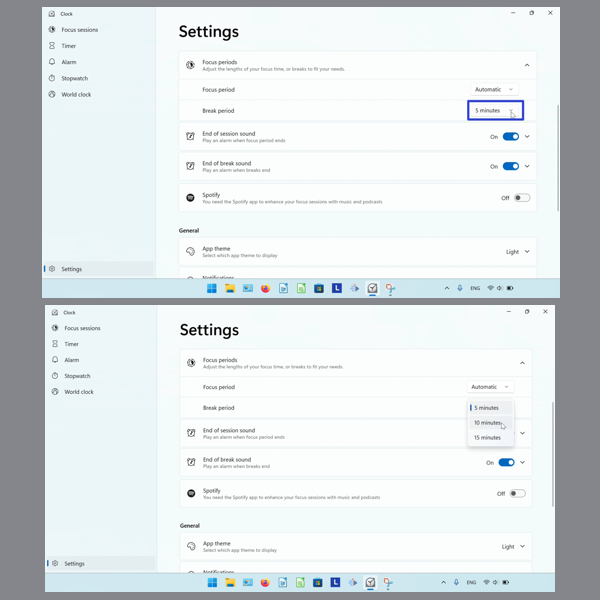 Clock
Focus sessions
Timer
Alarm
Stopwatch
World clock
Settings
Settings
Focus periods
Adjust the lengths of your focus time, or breaks to fit your needs.
Focus period
Automatic
Break period
5 minutes
End of session sound
Play an alarm when focus period ends
On
End of break sound
Play an alarm when breaks ends
On
Spotify
You need the Spotify app to enhance your focus sessions with music and podcasts
Off
General
App theme
Select which app theme to display
Light
Notifications
L
ENG
Clock
Focus sessions
Timer
Alarm
Stopwatch
World clock
Settings
Settings
Focus periods
Adjust the lengths of your focus time, or breaks to fit your needs.
Focus period
Automatic
Break period
5 minutes
10 minutes
15 minutes
End of session sound
Play an alarm when focus period ends
End of break sound
Play an alarm when breaks ends
On
Spotify
You need the Spotify app to enhance your focus sessions with music and podcasts
Off
General
App theme
Select which app theme to display
Light
L
ENG